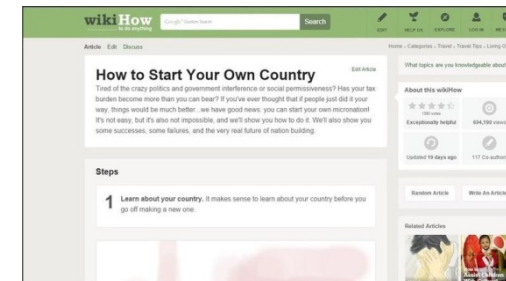 wikiHow
to do anything
Google Custom Search
Search
EDIT
HELP US
EXPLORE
LOG IN
Article Edit Discuss
Home » Categories » Travel » Travel Tips » Living O
How to Start Your Own Country
Edit Article
Tired of the crazy politics and government interference or social permissiveness? Has your tax
burden become more than you can bear? If you've ever thought that if people just did it your
way, things would be much better...we have good news: you can start your own micronation!
It's not easy, but it's also not impossible, and we'll show you how to do it. We'll also show you
some successes, some failures, and the very real future of nation building.
Steps
1 Learn about your country. It makes sense to learn about your country before you
go off making a new one.
What topics are you knowledgeable about
About this wikiHow
Exceptionally helpful
694,790 views
Updated 19 days ago
117 Co-author
Random Article
Write An Article
Related Articles
How to